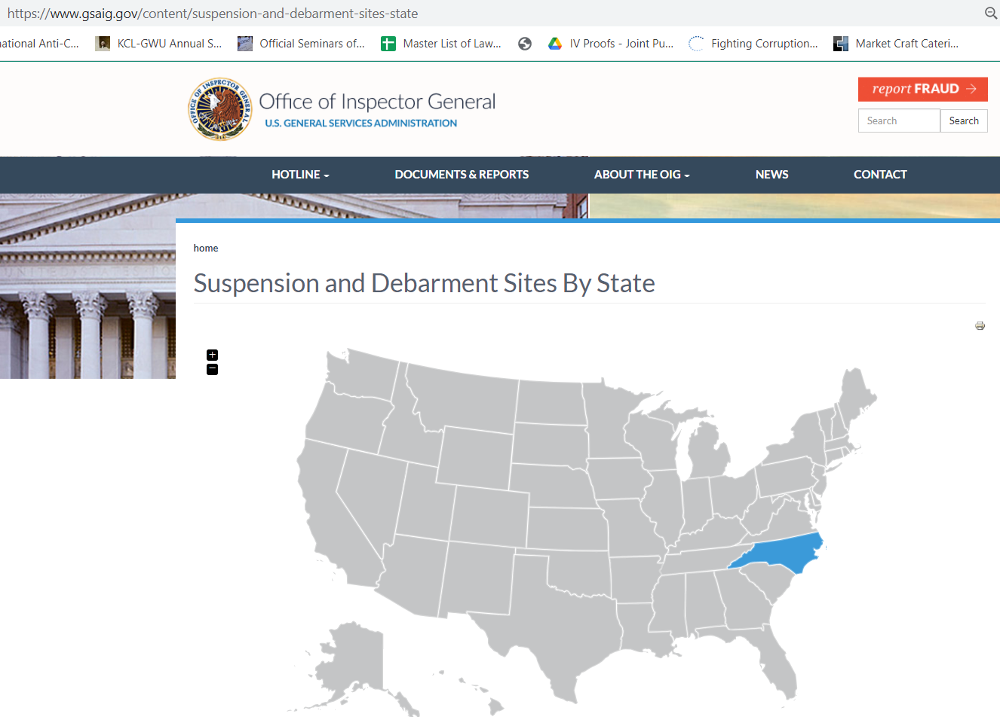 https://www.gsaig.gov/content/suspension-and-debarment-sites-state
national Anti-C... KCL-GWU Annual S... Official Seminars of... Master List of Law... IV Proofs - Joint Pu... Fighting Corruption... Market Craft Cateri...
OFFICE OF INSPECTOR GENERAL
Office of Inspector General
U.S. GENERAL SERVICES ADMINISTRATION
report FRAUD →
Search Search
HOTLINE DOCUMENTS & REPORTS ABOUT THE OIG NEWS CONTACT
home
Suspension and Debarment Sites By State
+
−